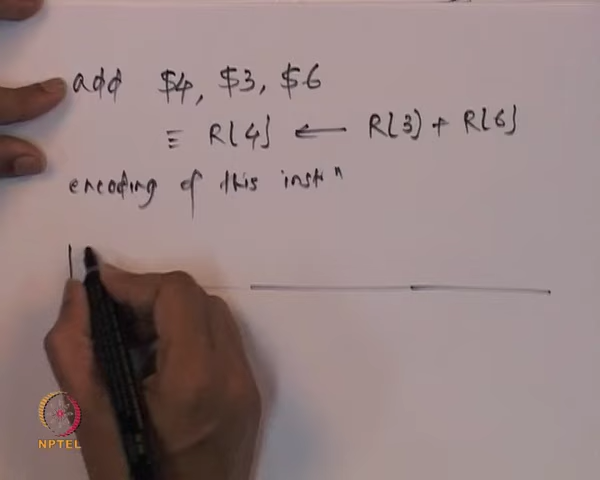 add $4, $3, $6
≡ R[4] ← R[3] + R[6]
encoding of this instⁿ
NPTEL